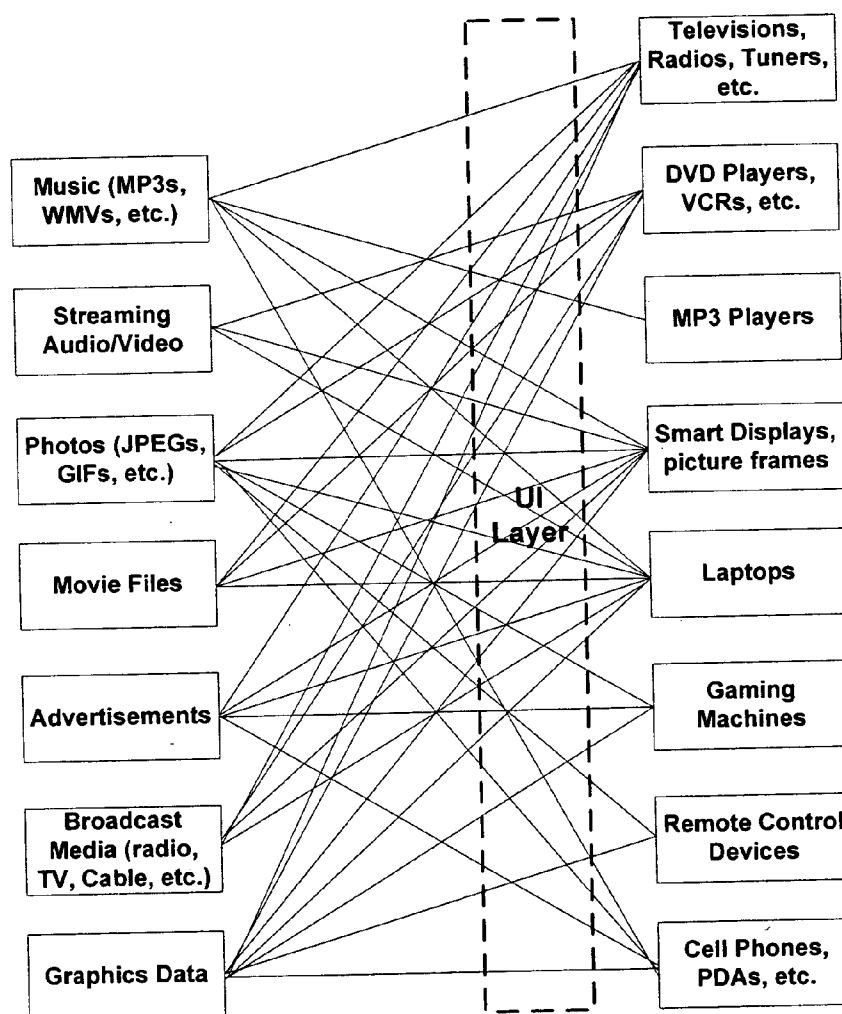 Televisions,
Radios, Tuners,
etc.
Music (MP3s,
WMVs, etc.)
DVD Players,
VCRs, etc.
Streaming
Audio/Video
MP3 Players
Photos (JPEGs,
GIFs, etc.)
Smart Displays,
picture frames
UI
Layer
Movie Files
Laptops
Advertisements
Gaming
Machines
Broadcast
Media (radio,
TV, Cable, etc.)
Remote Control
Devices
Graphics Data
Cell Phones,
PDAs, etc.